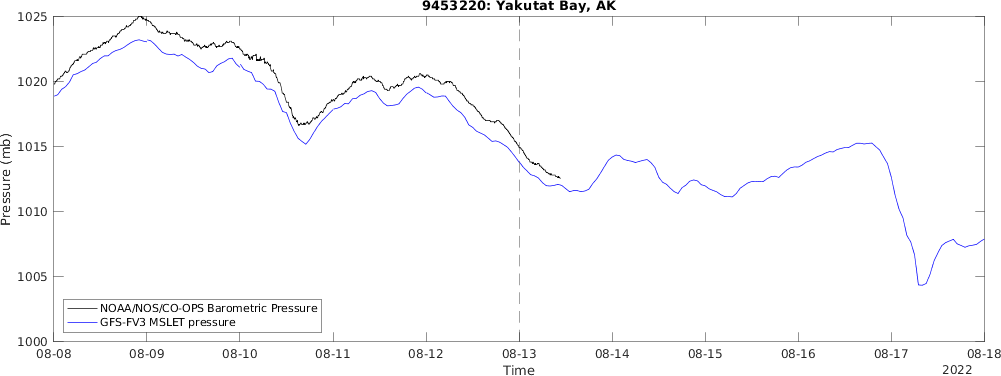 9453220: Yakutat Bay, AK
Pressure (mb)
1025
1020
1015
1010
1005
1000
NOAA/NOS/CO-OPS Barometric Pressure
GFS-FV3 MSLET pressure
08-08 08-09 08-10 08-11 08-12 08-13 08-14 08-15 08-16 08-17 08-18
Time
2022